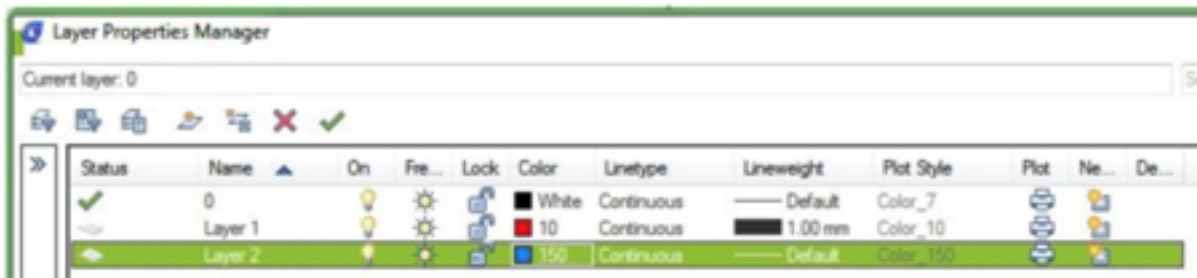 Layer Properties Manager
Current layer: 0
Status Name On Fre... Lock Color Linetype Lineweight Plot Style Plot Ne... De...
0 White Continuous Default Color_7
Layer 1 10 Continuous 1.00 mm Color_10
Layer 2 150 Continuous Default Color_150